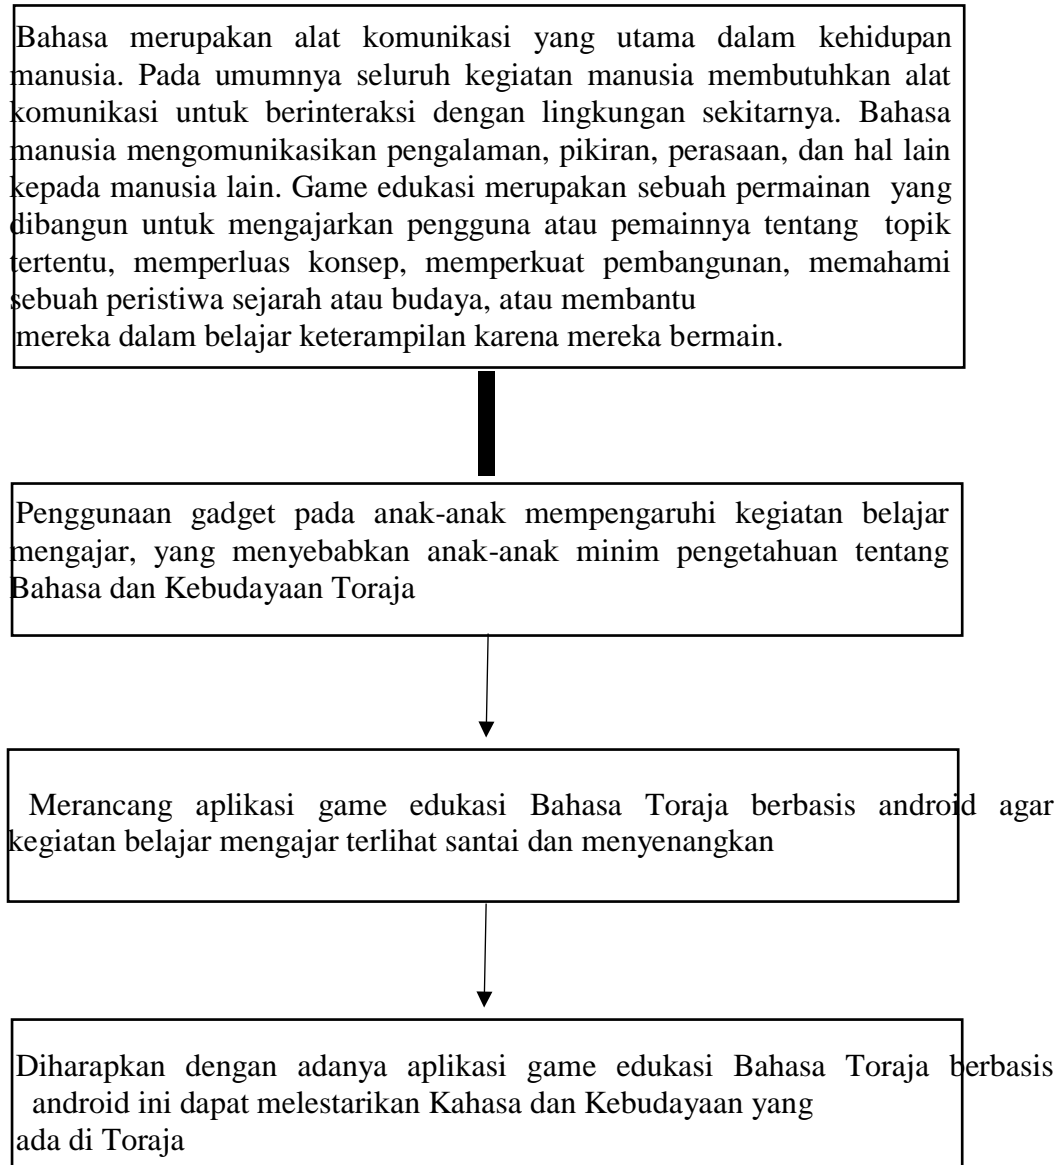 Bahasa merupakan alat komunikasi yang utama dalam kehidupan
manusia. Pada umumnya seluruh kegiatan manusia membutuhkan alat
komunikasi untuk berinteraksi dengan lingkungan sekitarnya. Bahasa
manusia mengomunikasikan pengalaman, pikiran, perasaan, dan hal lain
kepada manusia lain. Game edukasi merupakan sebuah permainan yang
dibangun untuk mengajarkan pengguna atau pemainnya tentang topik
tertentu, memperluas konsep, memperkuat pembangunan, memahami
sebuah peristiwa sejarah atau budaya, atau membantu
mereka dalam belajar keterampilan karena mereka bermain.
Penggunaan gadget pada anak-anak mempengaruhi kegiatan belajar
mengajar, yang menyebabkan anak-anak minim pengetahuan tentang
Bahasa dan Kebudayaan Toraja
Merancang aplikasi game edukasi Bahasa Toraja berbasis android agar
kegiatan belajar mengajar terlihat santai dan menyenangkan
Diharapkan dengan adanya aplikasi game edukasi Bahasa Toraja berbasis
android ini dapat melestarikan Kahasa dan Kebudayaan yang
ada di Toraja